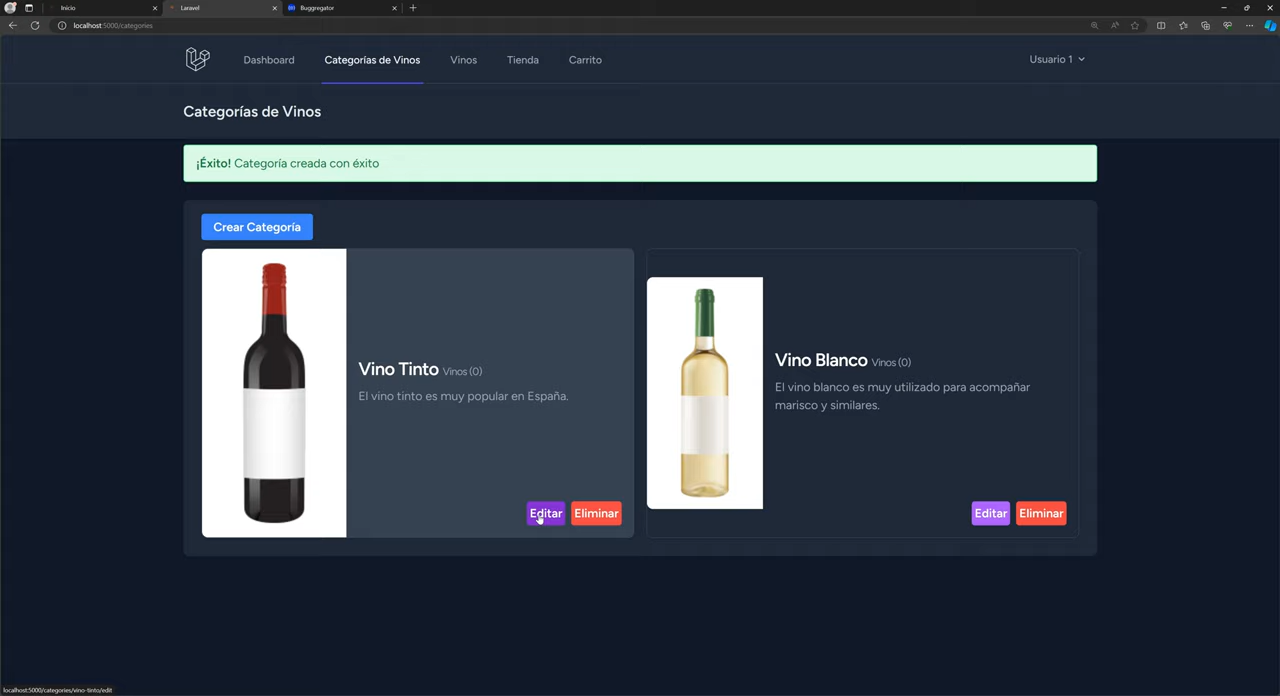 Inicio
Laravel
Buggregator
localhost:5000/categories
Dashboard
Categorías de Vinos
Vinos
Tienda
Carrito
Usuario 1
Categorías de Vinos
¡Éxito! Categoría creada con éxito
Crear Categoría
Vino Tinto Vinos (0)
El vino tinto es muy popular en España.
Editar
Eliminar
Vino Blanco Vinos (0)
El vino blanco es muy utilizado para acompañar
marisco y similares.
Editar
Eliminar
localhost:5000/categories/vino-tinto/edit